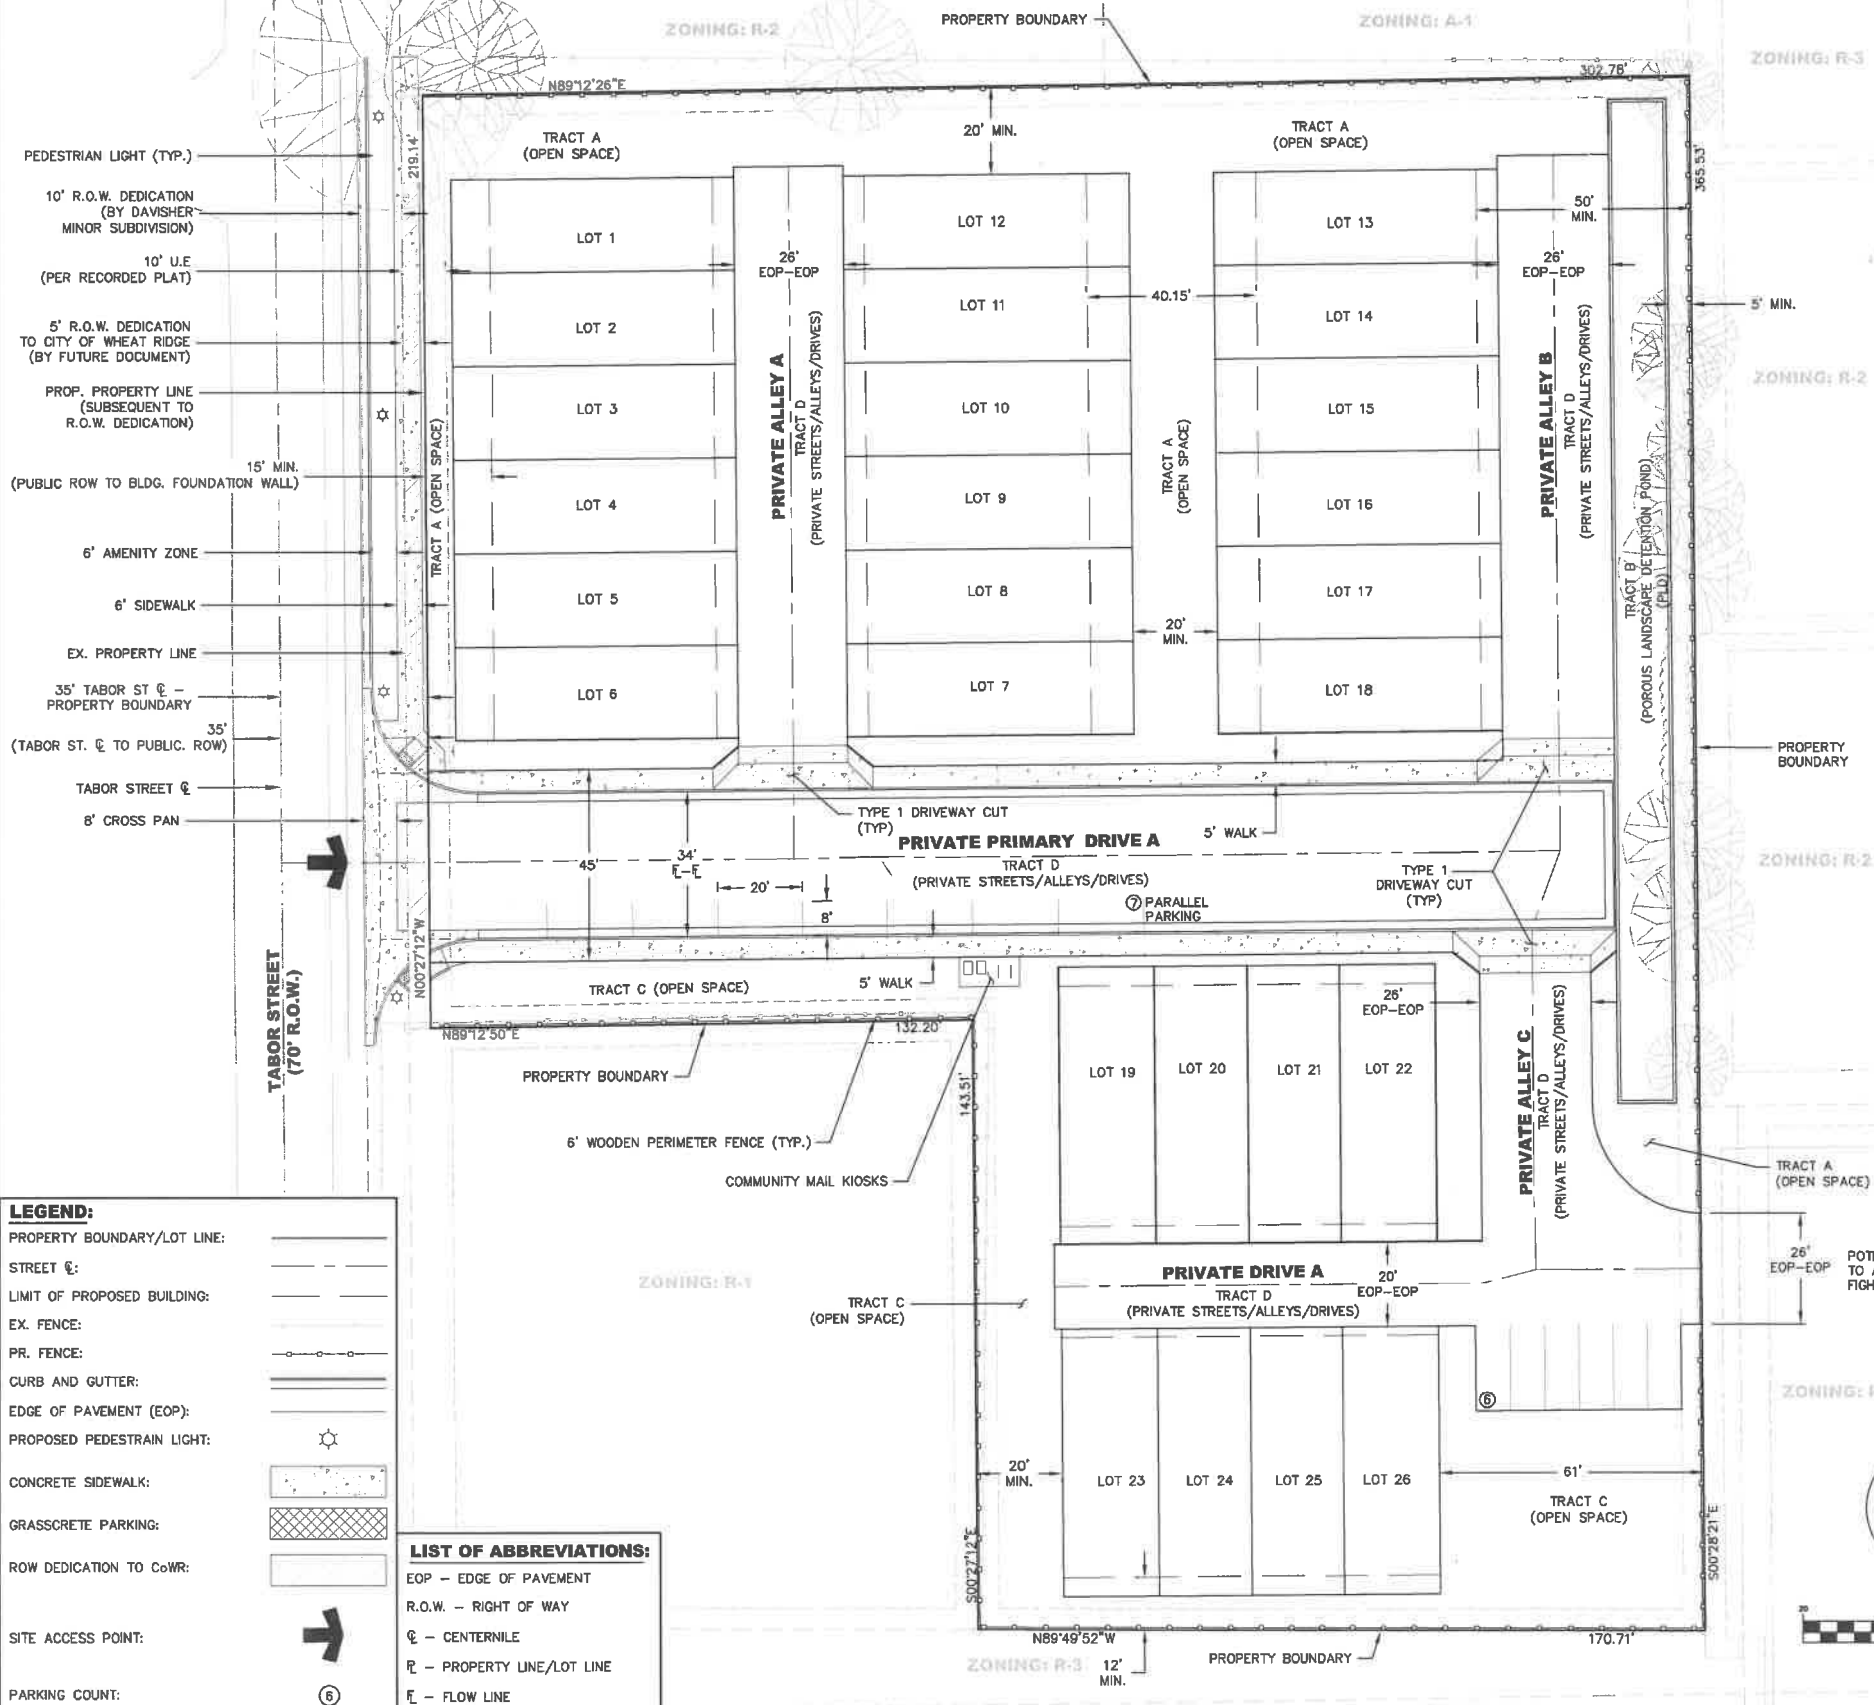 ZONING: R-2
PROPERTY BOUNDARY
ZONING: A-1
ZONING: R-3
N89°12'26"E
302.78'
219.14'
365.53'
TRACT A
(OPEN SPACE)
20' MIN.
TRACT A
(OPEN SPACE)
PEDESTRIAN LIGHT (TYP.)
10' R.O.W. DEDICATION
(BY DAVISHER
MINOR SUBDIVISION)
10' U.E
(PER RECORDED PLAT)
5' R.O.W. DEDICATION
TO CITY OF WHEAT RIDGE
(BY FUTURE DOCUMENT)
PROP. PROPERTY LINE
(SUBSEQUENT TO
R.O.W. DEDICATION)
15' MIN.
(PUBLIC ROW TO BLDG. FOUNDATION WALL)
6' AMENITY ZONE
6' SIDEWALK
EX. PROPERTY LINE
35' TABOR ST ℄ –
PROPERTY BOUNDARY
35'
(TABOR ST. ℄ TO PUBLIC. ROW)
TABOR STREET ℄
8' CROSS PAN
TRACT A (OPEN SPACE)
LOT 1
LOT 2
LOT 3
LOT 4
LOT 5
LOT 6
26'
EOP-EOP
PRIVATE ALLEY A
TRACT D
(PRIVATE STREETS/ALLEYS/DRIVES)
LOT 12
LOT 11
LOT 10
LOT 9
LOT 8
LOT 7
40.15'
TRACT A
(OPEN SPACE)
20'
MIN.
LOT 13
LOT 14
LOT 15
LOT 16
LOT 17
LOT 18
50'
MIN.
26'
EOP-EOP
PRIVATE ALLEY B
TRACT D
(PRIVATE STREETS/ALLEYS/DRIVES)
TRACT B
(POROUS LANDSCAPE DETENTION POND)
(PLD)
5' MIN.
ZONING: R-2
PROPERTY
BOUNDARY
ZONING: R-2
TYPE 1 DRIVEWAY CUT
(TYP)
PRIVATE PRIMARY DRIVE A
TRACT D
(PRIVATE STREETS/ALLEYS/DRIVES)
5' WALK
TYPE 1
DRIVEWAY CUT
(TYP)
45'
34'
20'
8'
7 PARALLEL
PARKING
TABOR STREET
(70' R.O.W.)
N00°27'12"W
TRACT C (OPEN SPACE)
5' WALK
N89°12'50"E
132.20'
PROPERTY BOUNDARY
143.51'
6' WOODEN PERIMETER FENCE (TYP.)
COMMUNITY MAIL KIOSKS
LOT 19
LOT 20
LOT 21
LOT 22
26'
EOP-EOP
PRIVATE ALLEY C
TRACT D
(PRIVATE STREETS/ALLEYS/DRIVES)
TRACT A
(OPEN SPACE)
26'
EOP-EOP
ZONING: R-1
TRACT C
(OPEN SPACE)
PRIVATE DRIVE A
TRACT D
(PRIVATE STREETS/ALLEYS/DRIVES)
20'
EOP-EOP
6
20'
MIN.
LOT 23
LOT 24
LOT 25
LOT 26
61'
TRACT C
(OPEN SPACE)
ZONING:
S00°27'12"E
S00°28'21"E
N89°49'52"W
170.71'
ZONING: R-3
12'
MIN.
PROPERTY BOUNDARY
20
LEGEND:
PROPERTY BOUNDARY/LOT LINE:
STREET ℄:
LIMIT OF PROPOSED BUILDING:
EX. FENCE:
PR. FENCE:
CURB AND GUTTER:
EDGE OF PAVEMENT (EOP):
PROPOSED PEDESTRAIN LIGHT:
CONCRETE SIDEWALK:
GRASSCRETE PARKING:
ROW DEDICATION TO CoWR:
SITE ACCESS POINT:
PARKING COUNT:
6
LIST OF ABBREVIATIONS:
EOP – EDGE OF PAVEMENT
R.O.W. – RIGHT OF WAY
℄ – CENTERNILE
– PROPERTY LINE/LOT LINE
– FLOW LINE